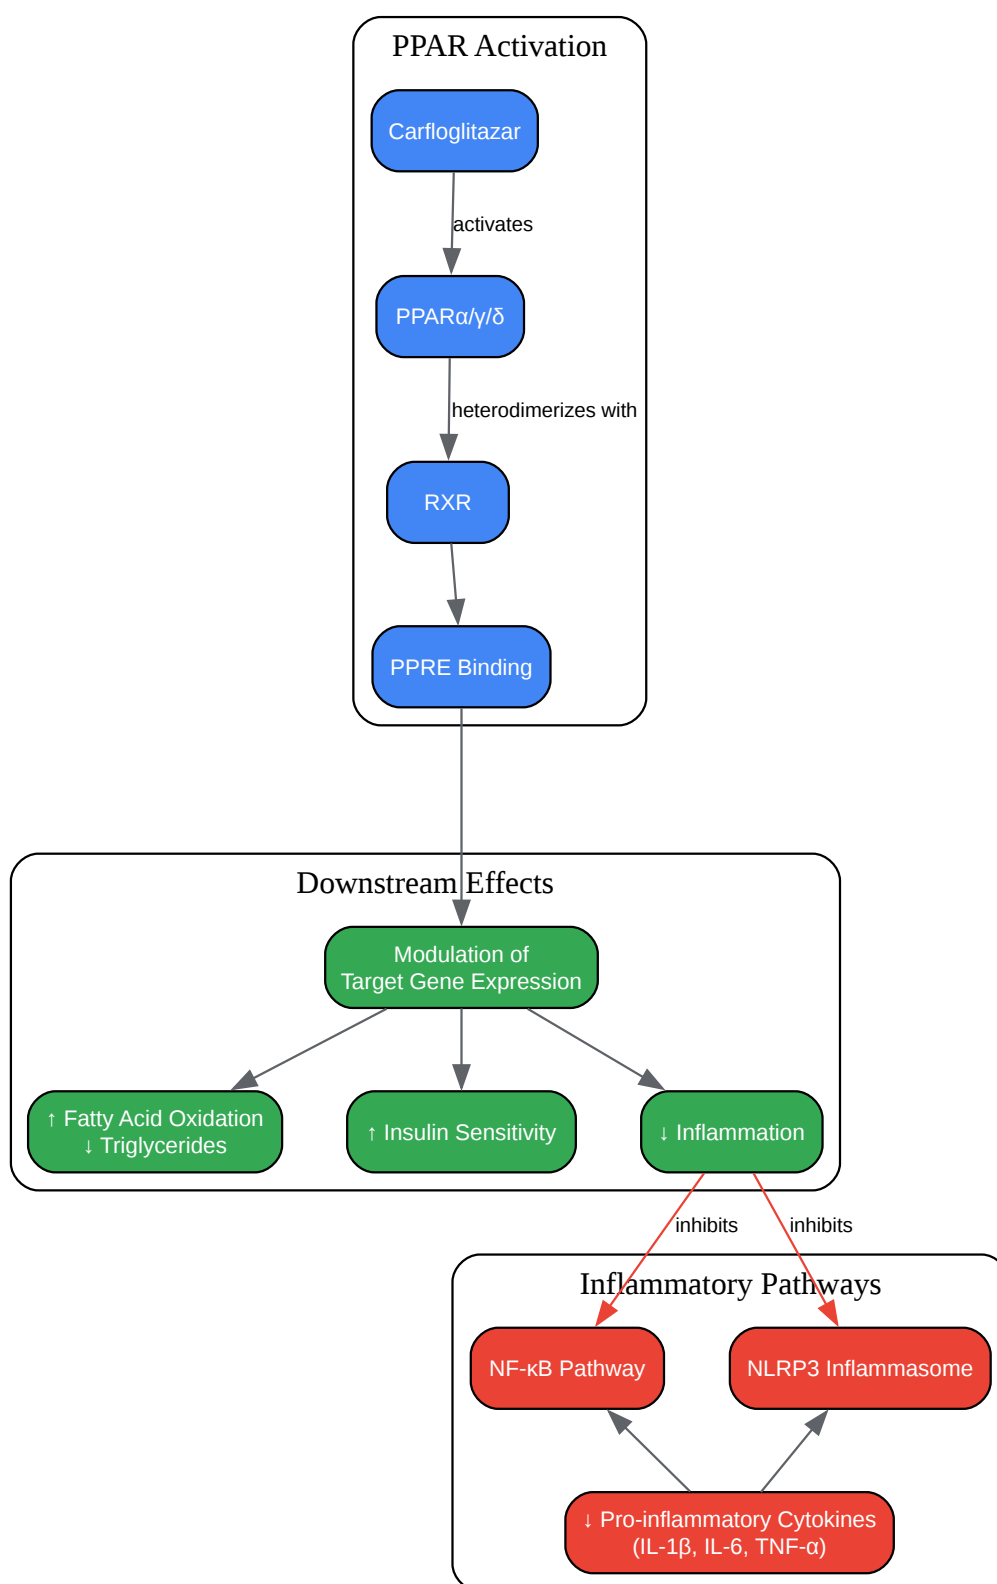 PPAR Activation
Carfloglitazar
activates
PPARα/γ/δ
heterodimerizes with
RXR
PPRE Binding
Downstream Effects
Modulation of
Target Gene Expression
↑ Fatty Acid Oxidation
↓ Triglycerides
↑ Insulin Sensitivity
↓ Inflammation
inhibits
inhibits
Inflammatory Pathways
NF-κB Pathway
NLRP3 Inflammasome
↓ Pro-inflammatory Cytokines
(IL-1β, IL-6, TNF-α)